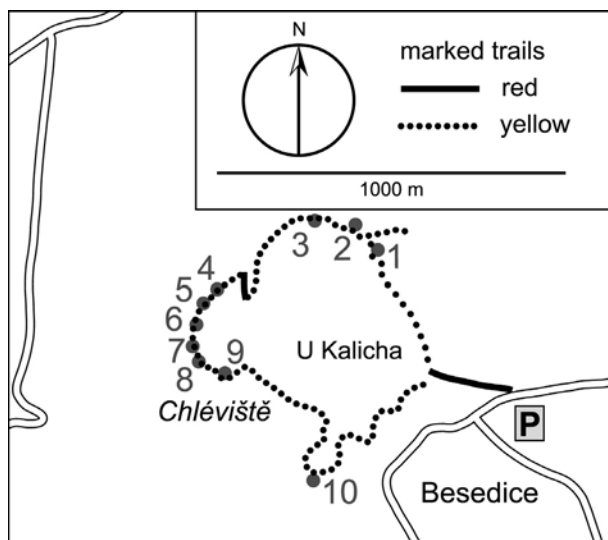 N
marked trails
red
yellow
1000 m
3
2
1
4
5
6
7
8
9
U Kalicha
Chléviště
P
10
Besedice